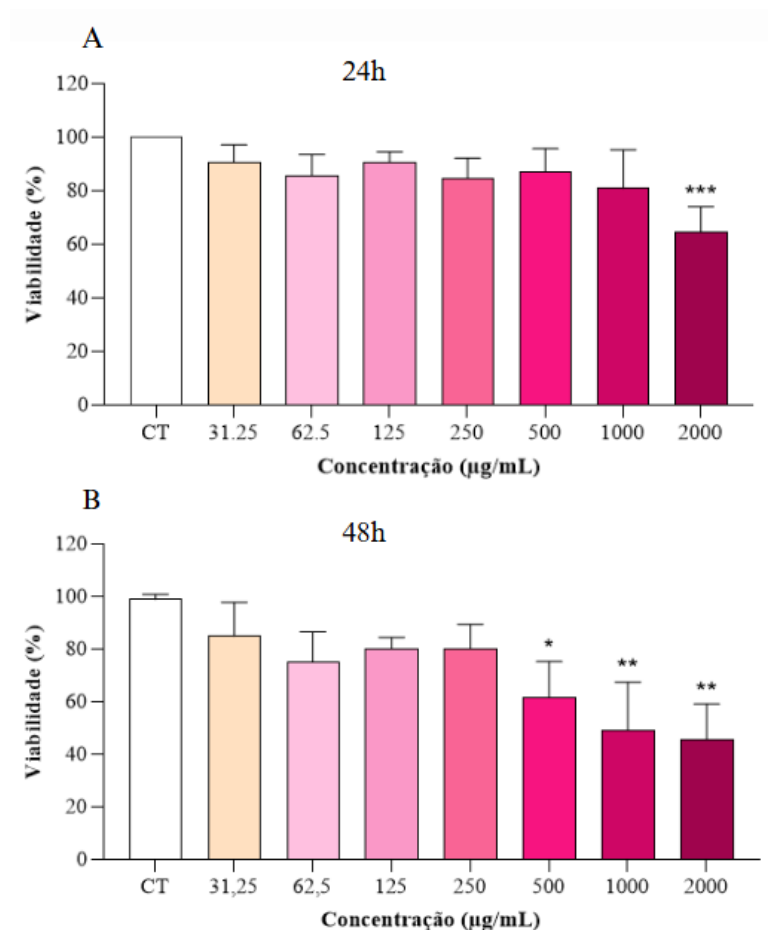 A
24h
120
100
80
60
40
20
0
Viabilidade (%)
***
CT 31.25 62.5 125 250 500 1000 2000
Concentração (µg/mL)
B
48h
120
100
80
60
40
20
0
Viabilidade (%)
* ** **
CT 31,25 62,5 125 250 500 1000 2000
Concentração (µg/mL)